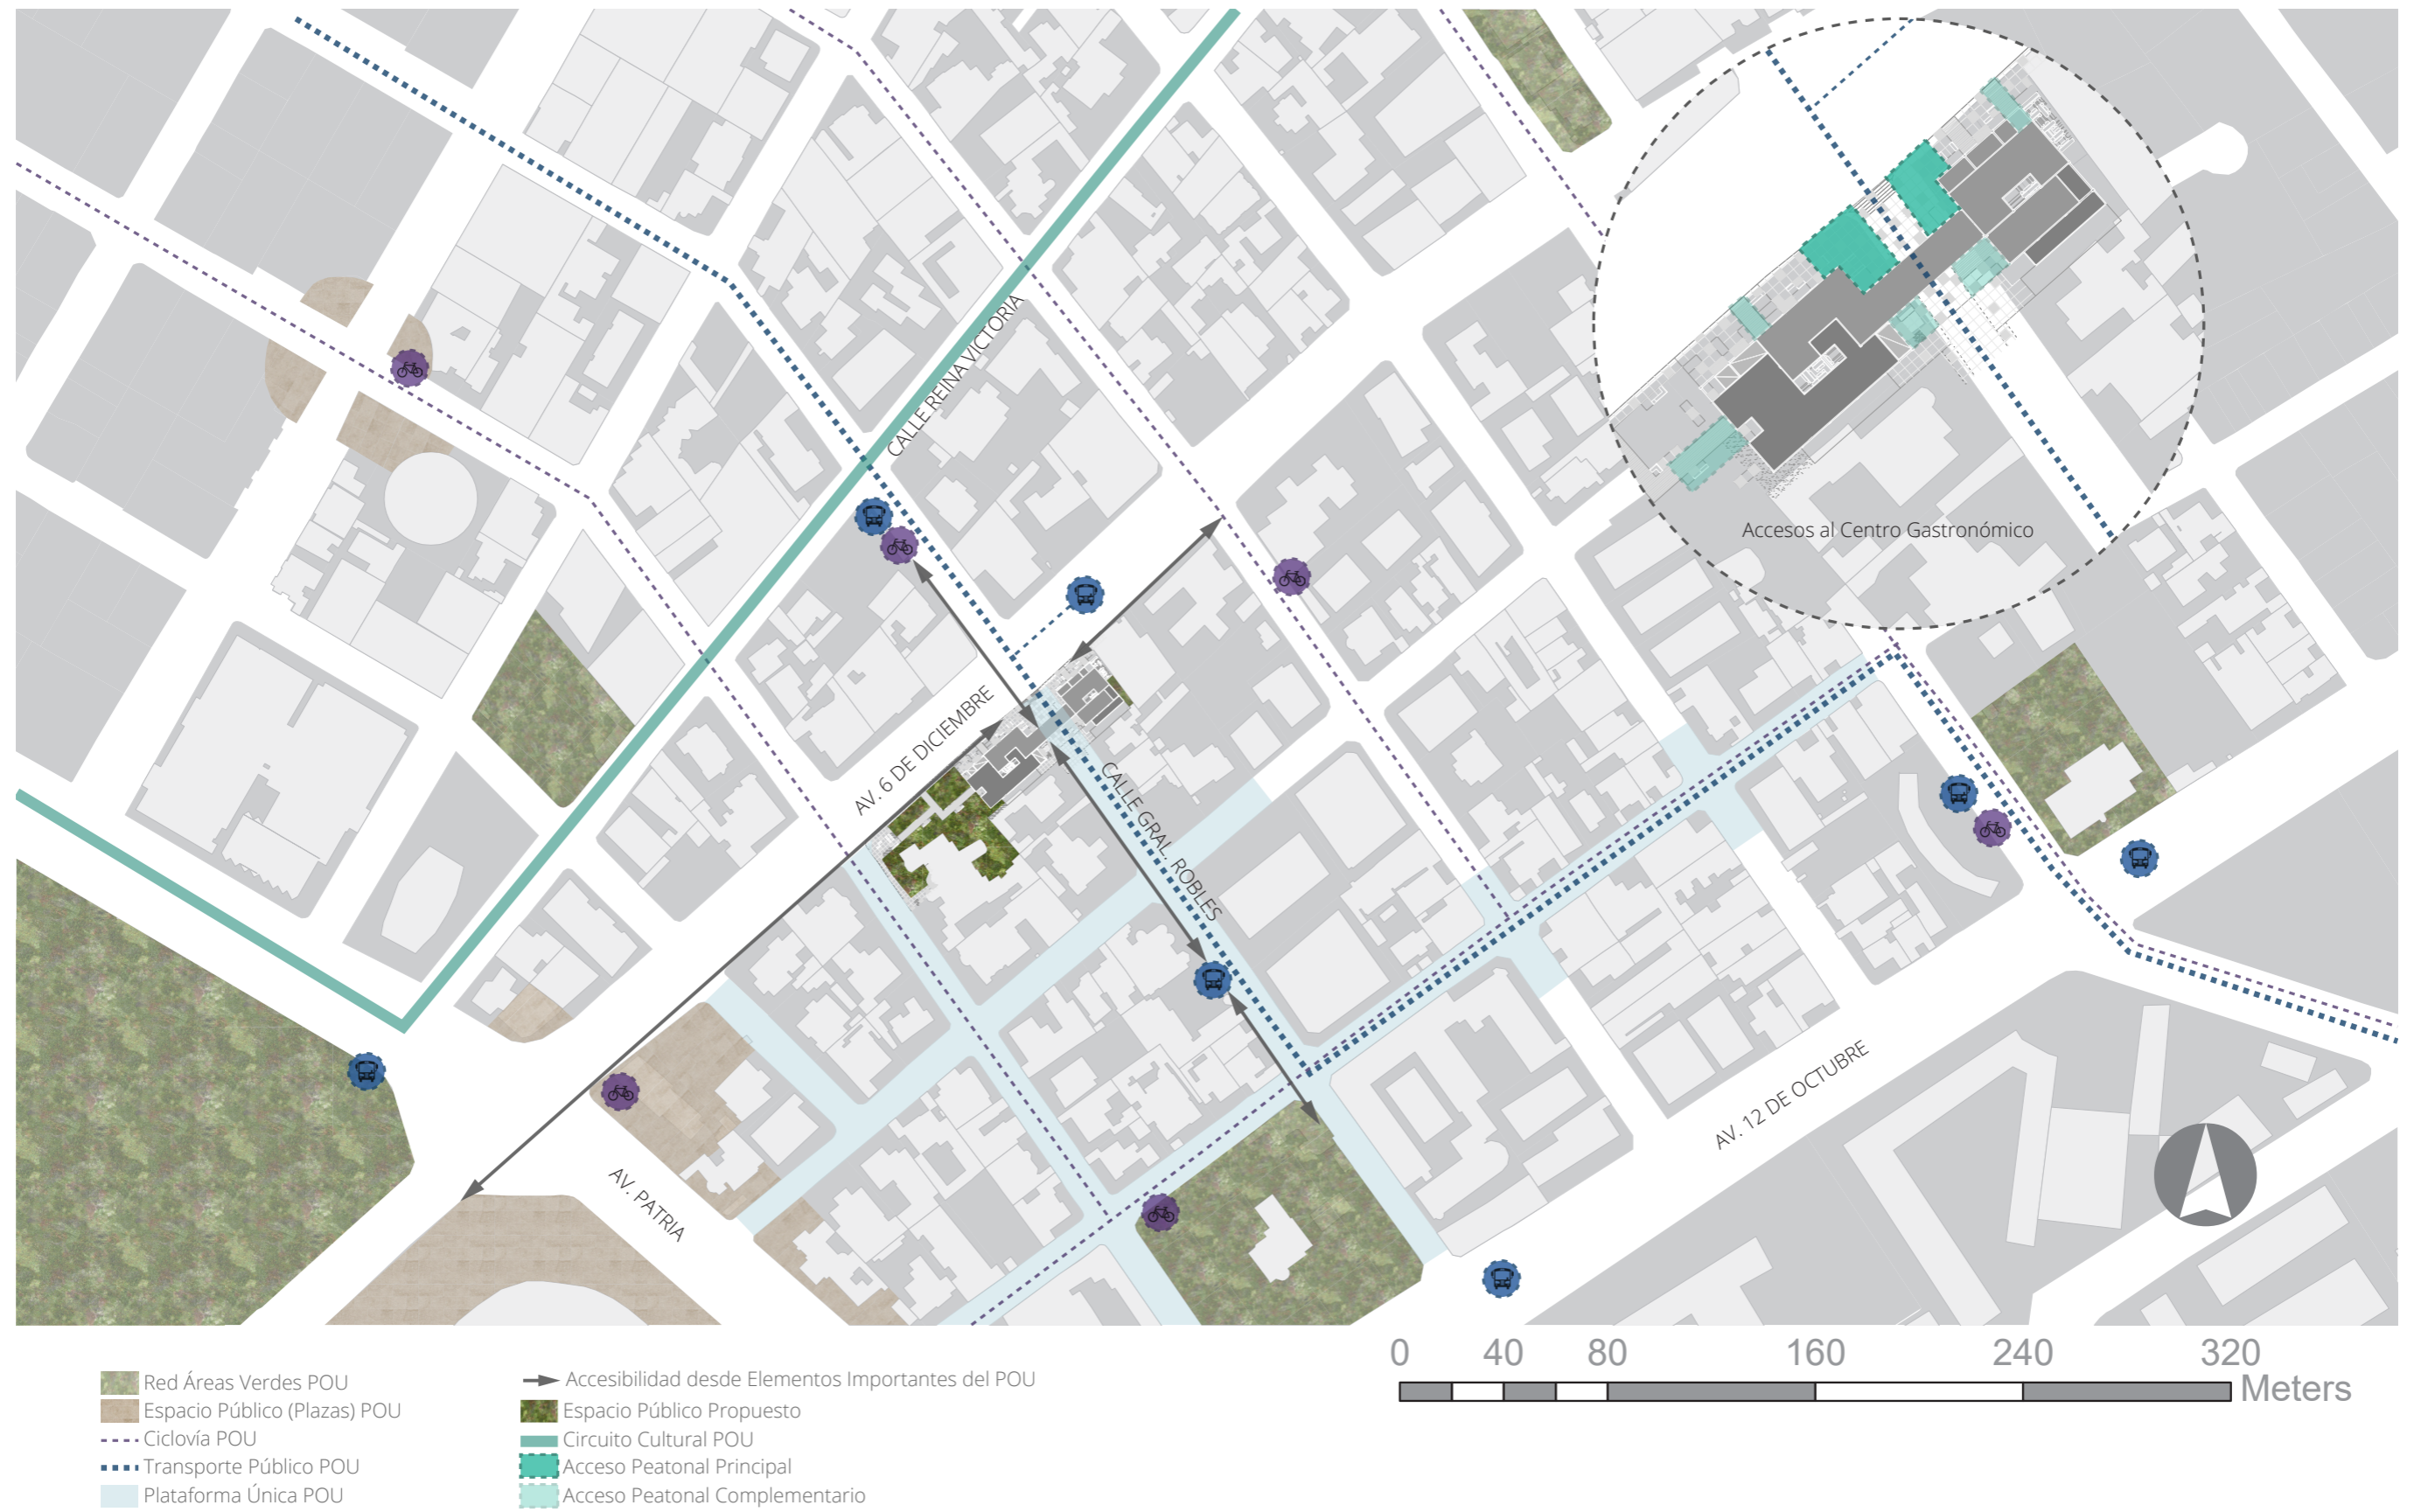 CALLE REINA VICTORIA
Accesos al Centro Gastronómico
AV. 6 DE DICIEMBRE
CALLE GRAL. ROBLES
AV. PATRIA
AV. 12 DE OCTUBRE
0 40 80 160 240 320
Meters
Red Áreas Verdes POU
Espacio Público (Plazas) POU
Ciclovía POU
Transporte Público POU
Plataforma Única POU
Accesibilidad desde Elementos Importantes del POU
Espacio Público Propuesto
Circuito Cultural POU
Acceso Peatonal Principal
Acceso Peatonal Complementario